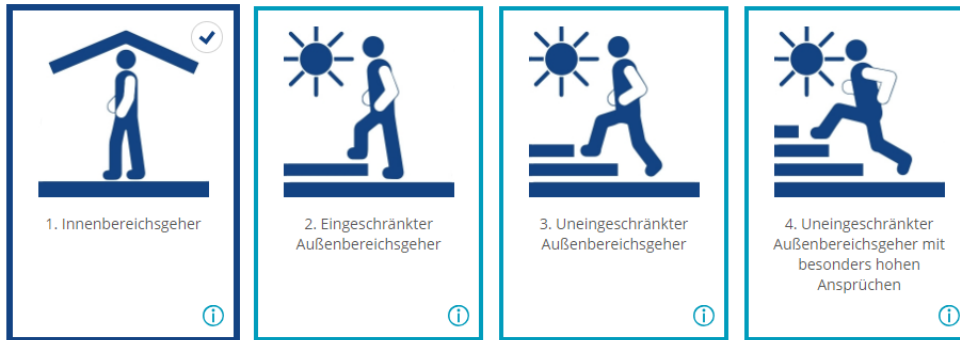 1. Innenbereichsgeher
2. Eingeschränkter
Außenbereichsgeher
3. Uneingeschränkter
Außenbereichsgeher
4. Uneingeschränkter
Außenbereichsgeher mit
besonders hohen
Ansprüchen